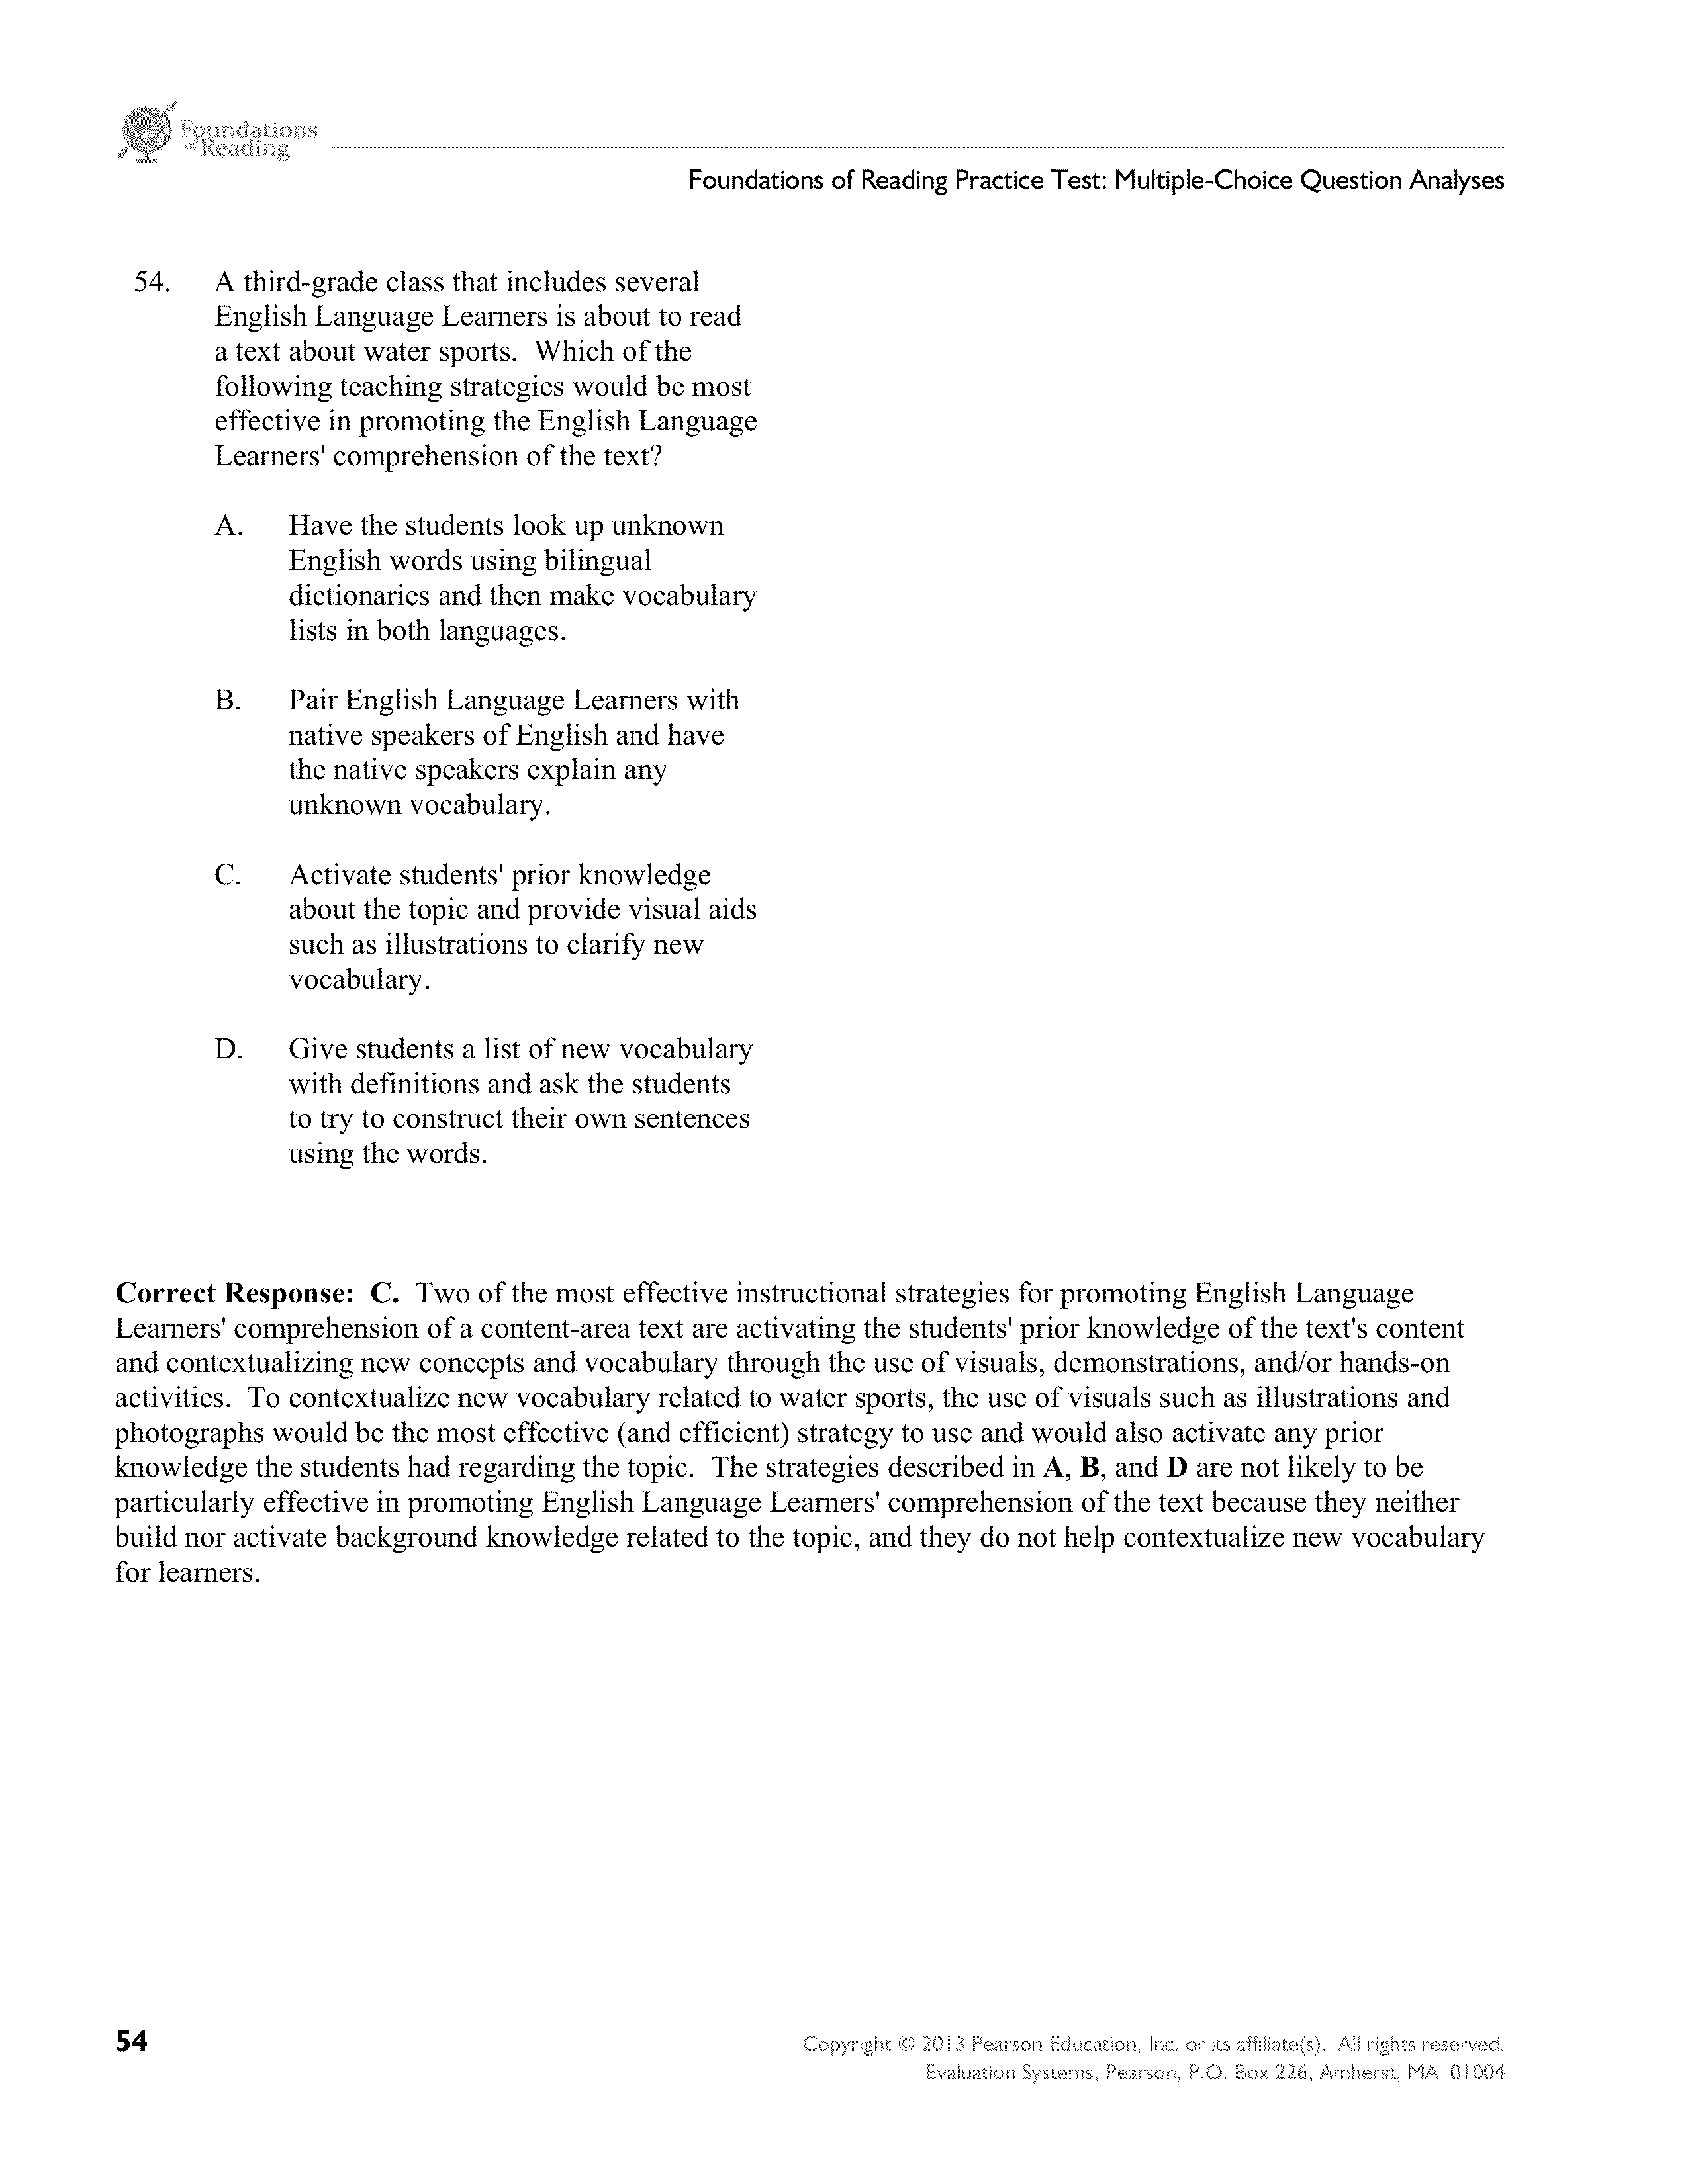 Foundations
of Reading
Foundations of Reading Practice Test: Multiple-Choice Question Analyses
54. A third-grade class that includes several
English Language Learners is about to read
a text about water sports. Which of the
following teaching strategies would be most
effective in promoting the English Language
Learners' comprehension of the text?
A. Have the students look up unknown
English words using bilingual
dictionaries and then make vocabulary
lists in both languages.
B. Pair English Language Learners with
native speakers of English and have
the native speakers explain any
unknown vocabulary.
C. Activate students' prior knowledge
about the topic and provide visual aids
such as illustrations to clarify new
vocabulary.
D. Give students a list of new vocabulary
with definitions and ask the students
to try to construct their own sentences
using the words.
Correct Response: C. Two of the most effective instructional strategies for promoting English Language
Learners' comprehension of a content-area text are activating the students' prior knowledge of the text's content
and contextualizing new concepts and vocabulary through the use of visuals, demonstrations, and/or hands-on
activities. To contextualize new vocabulary related to water sports, the use of visuals such as illustrations and
photographs would be the most effective (and efficient) strategy to use and would also activate any prior
knowledge the students had regarding the topic. The strategies described in A, B, and D are not likely to be
particularly effective in promoting English Language Learners' comprehension of the text because they neither
build nor activate background knowledge related to the topic, and they do not help contextualize new vocabulary
for learners.
54
Copyright © 2013 Pearson Education, Inc. or its affiliate(s). All rights reserved.
Evaluation Systems, Pearson, P.O. Box 226, Amherst, MA 01004